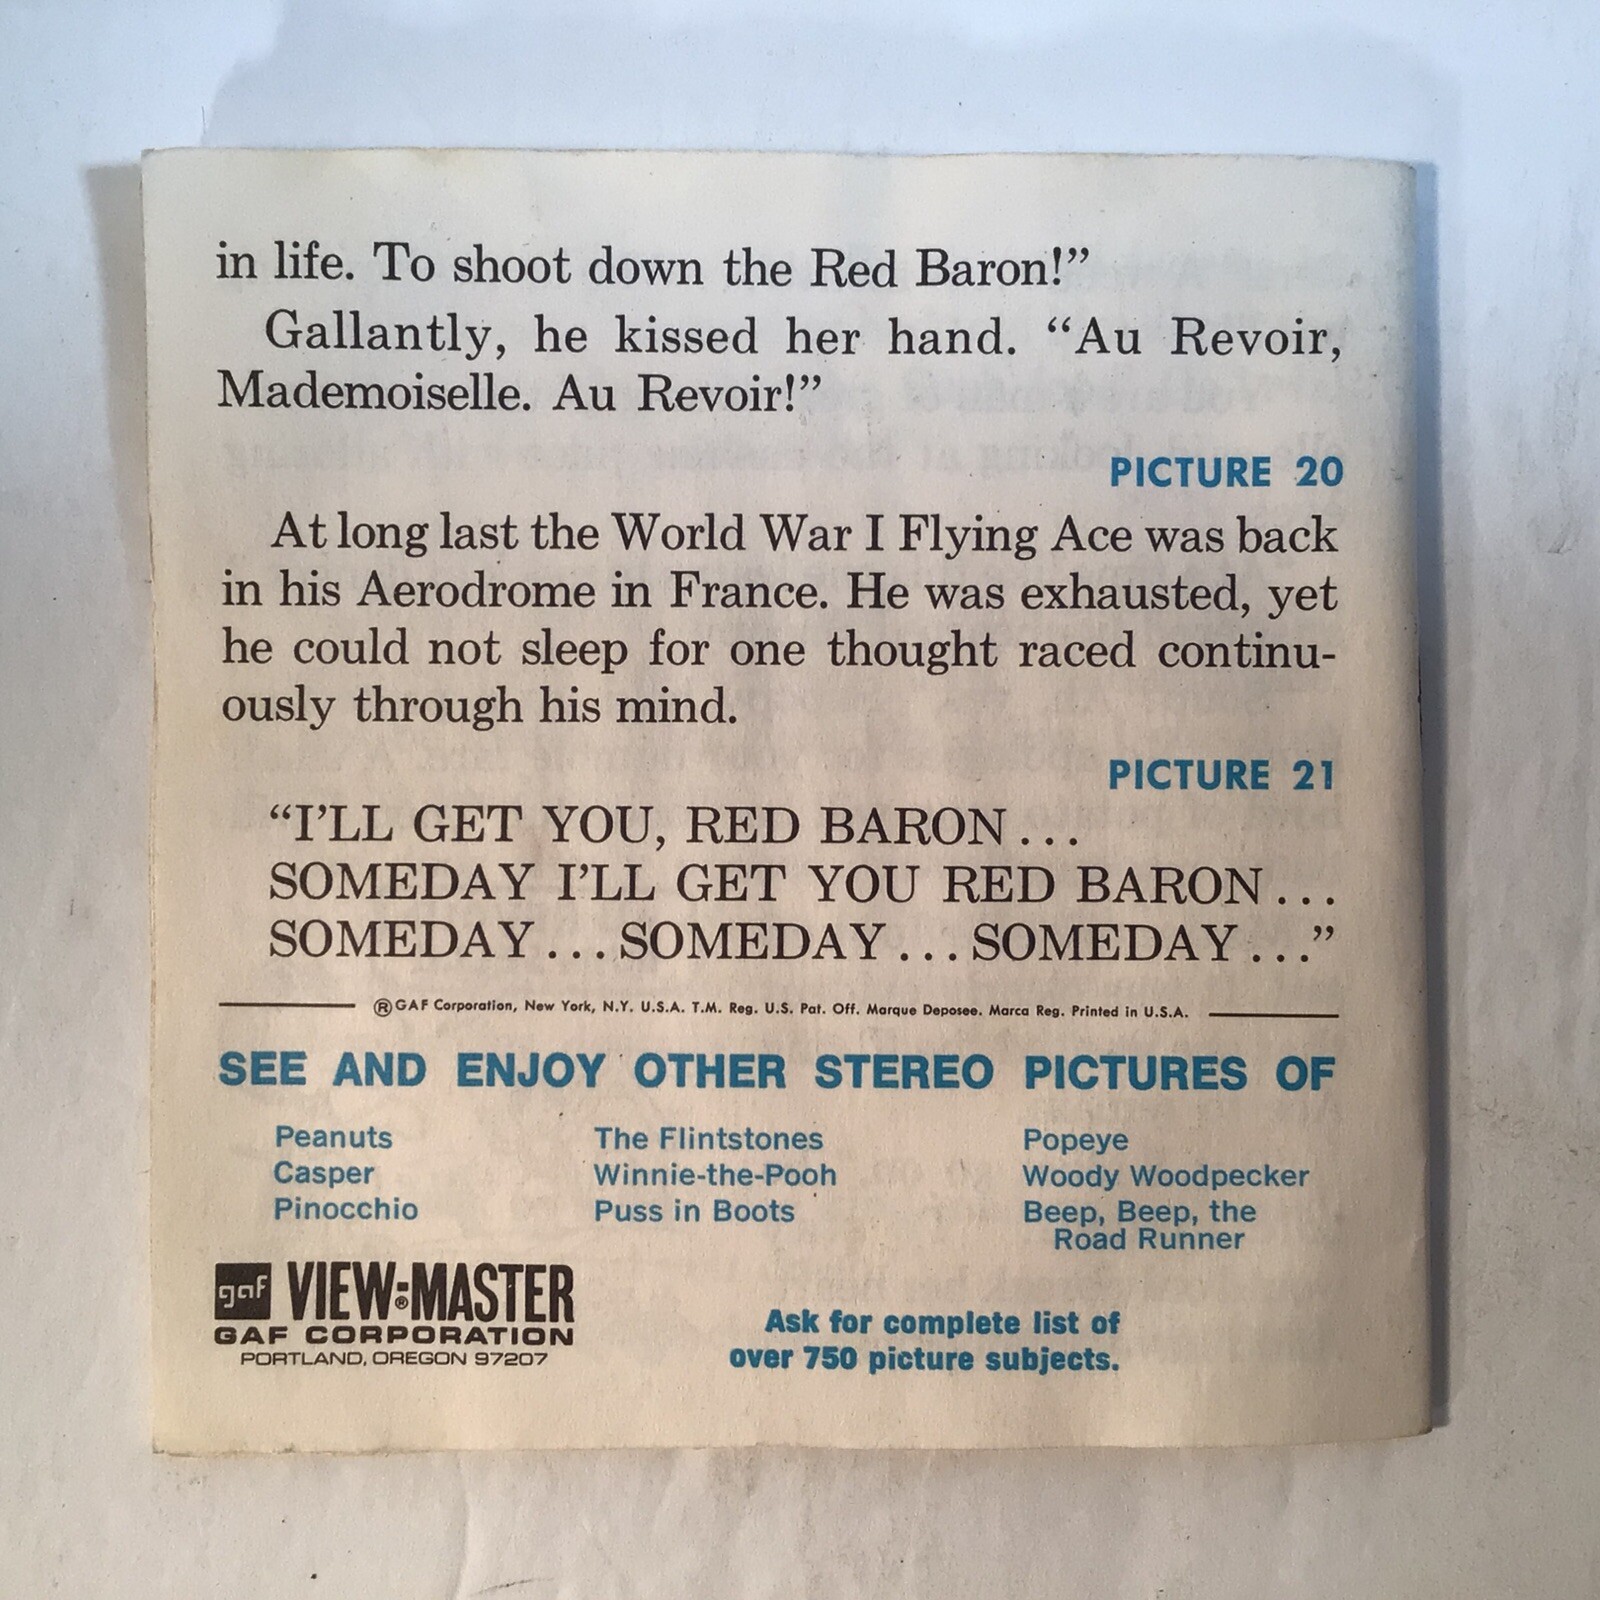 in life. To shoot down the Red Baron!”
Gallantly, he kissed her hand. “Au Revoir,
Mademoiselle. Au Revoir!”
PICTURE 20
At long last the World War I Flying Ace was back
in his Aerodrome in France. He was exhausted, yet
he could not sleep for one thought raced continu-
ously through his mind.
PICTURE 21
“I’LL GET YOU, RED BARON...
SOMEDAY I’LL GET YOU RED BARON...
SOMEDAY...SOMEDAY...SOMEDAY...”
®GAF Corporation, New York, N.Y. U.S.A. T.M. Reg. U.S. Pat. Off. Marque Deposee. Marca Reg. Printed in U.S.A.
SEE AND ENJOY OTHER STEREO PICTURES OF
Peanuts
Casper
Pinocchio
The Flintstones
Winnie-the-Pooh
Puss in Boots
Popeye
Woody Woodpecker
Beep, Beep, the
Road Runner
gaf VIEW-MASTER®
GAF CORPORATION
PORTLAND, OREGON 97207
Ask for complete list of
over 750 picture subjects.